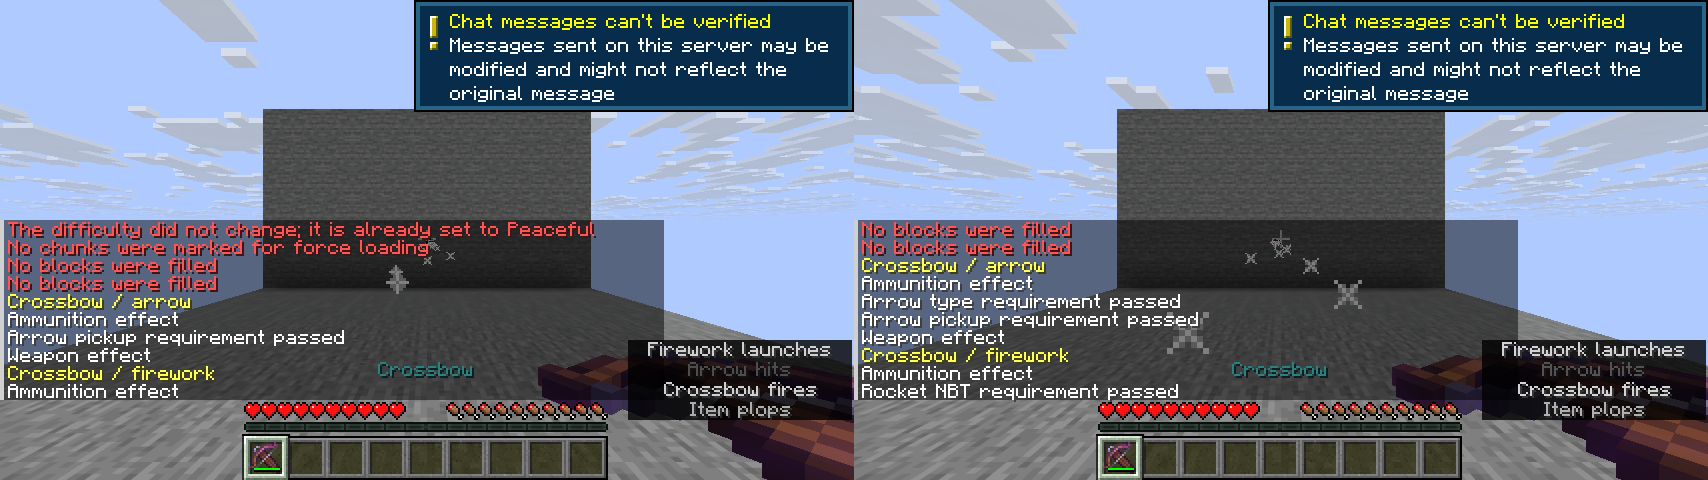 Chat messages can't be verified
Messages sent on this server may be
modified and might not reflect the
original message
The difficulty did not change; it is already set to Peaceful
No chunks were marked for force loading
No blocks were filled
No blocks were filled
Crossbow / arrow
Ammunition effect
Arrow pickup requirement passed
Weapon effect
Crossbow / firework
Ammunition effect
Crossbow
Firework launches
Arrow hits
Crossbow fires
Item plops
Chat messages can't be verified
Messages sent on this server may be
modified and might not reflect the
original message
No blocks were filled
No blocks were filled
Crossbow / arrow
Ammunition effect
Arrow type requirement passed
Arrow pickup requirement passed
Weapon effect
Crossbow / firework
Ammunition effect
Rocket NBT requirement passed
Crossbow
Firework launches
Arrow hits
Crossbow fires
Item plops